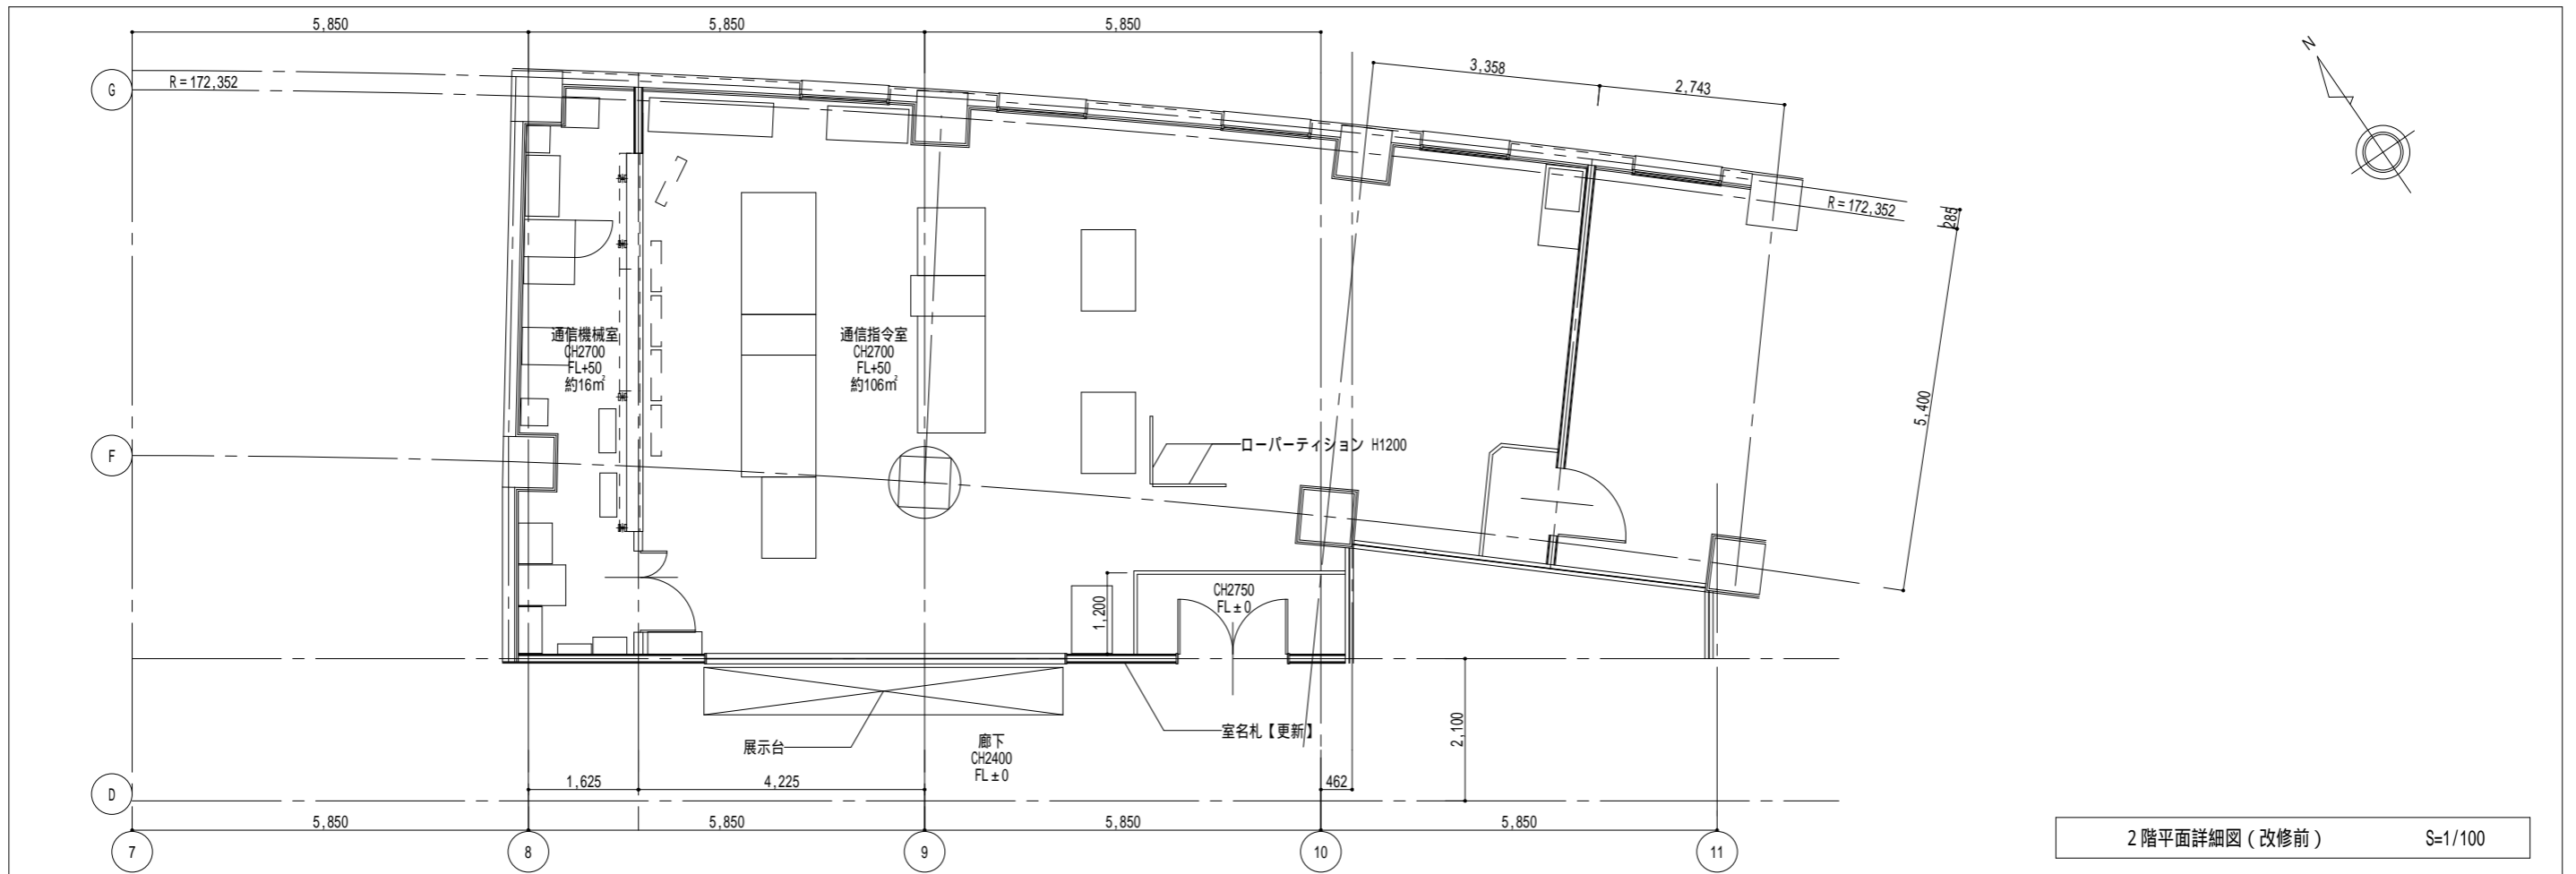 5,850 5,850 5,850
N
3,358 2,743
G
R=172,352
R=172,352
285
5,400
通信機械室
CH2700
FL+50
約16㎡
通信指令室
CH2700
FL+50
約106㎡
ローパーティション H1200
F
CH2750
FL±0
1,200
室名札【更新】
展示台
廊下
CH2400
FL±0
2,100
1,625 4,225 462
D
5,850 5,850 5,850 5,850
7 8 9 10 11
2階平面詳細図(改修前) S=1/100